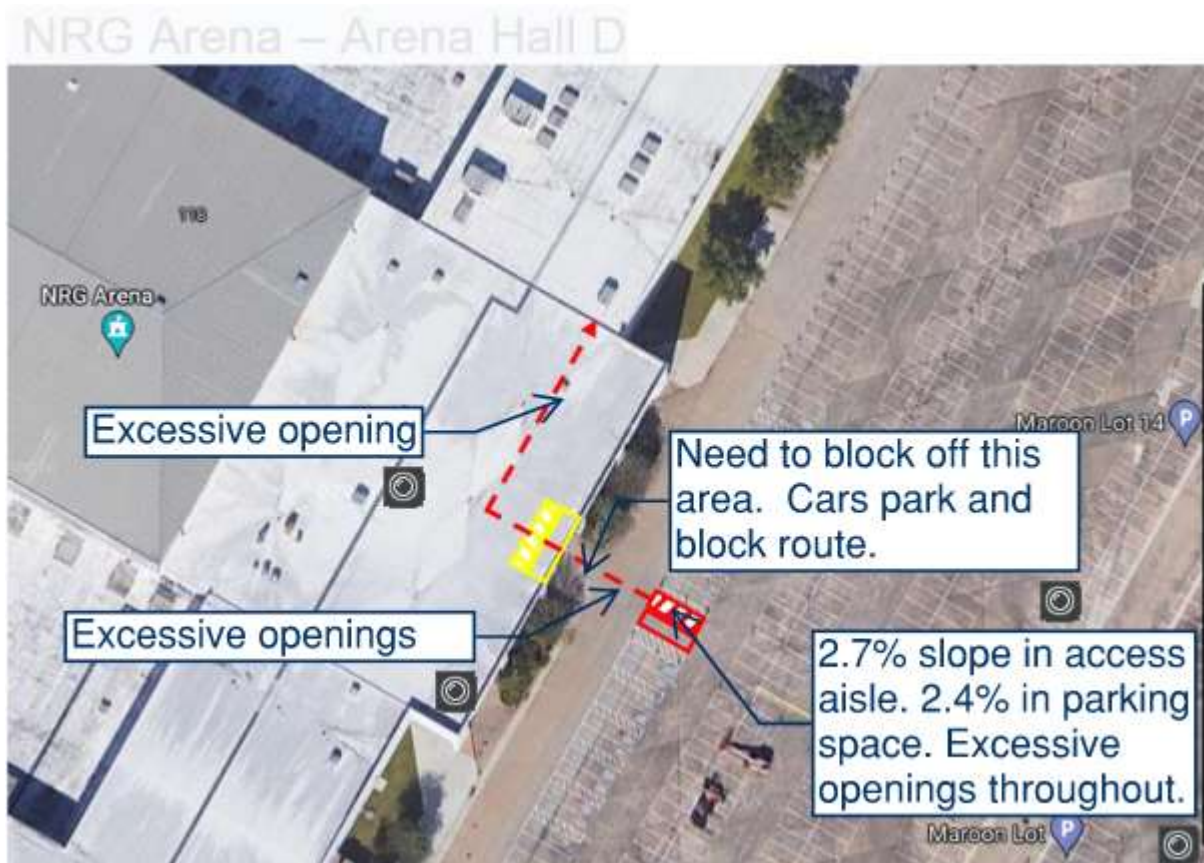 NRG Arena – Arena Hall D
118
NRG Arena
Excessive opening
Maroon Lot 14
Need to block off this
area. Cars park and
block route.
Excessive openings
2.7% slope in access
aisle. 2.4% in parking
space. Excessive
openings throughout.
Maroon Lot